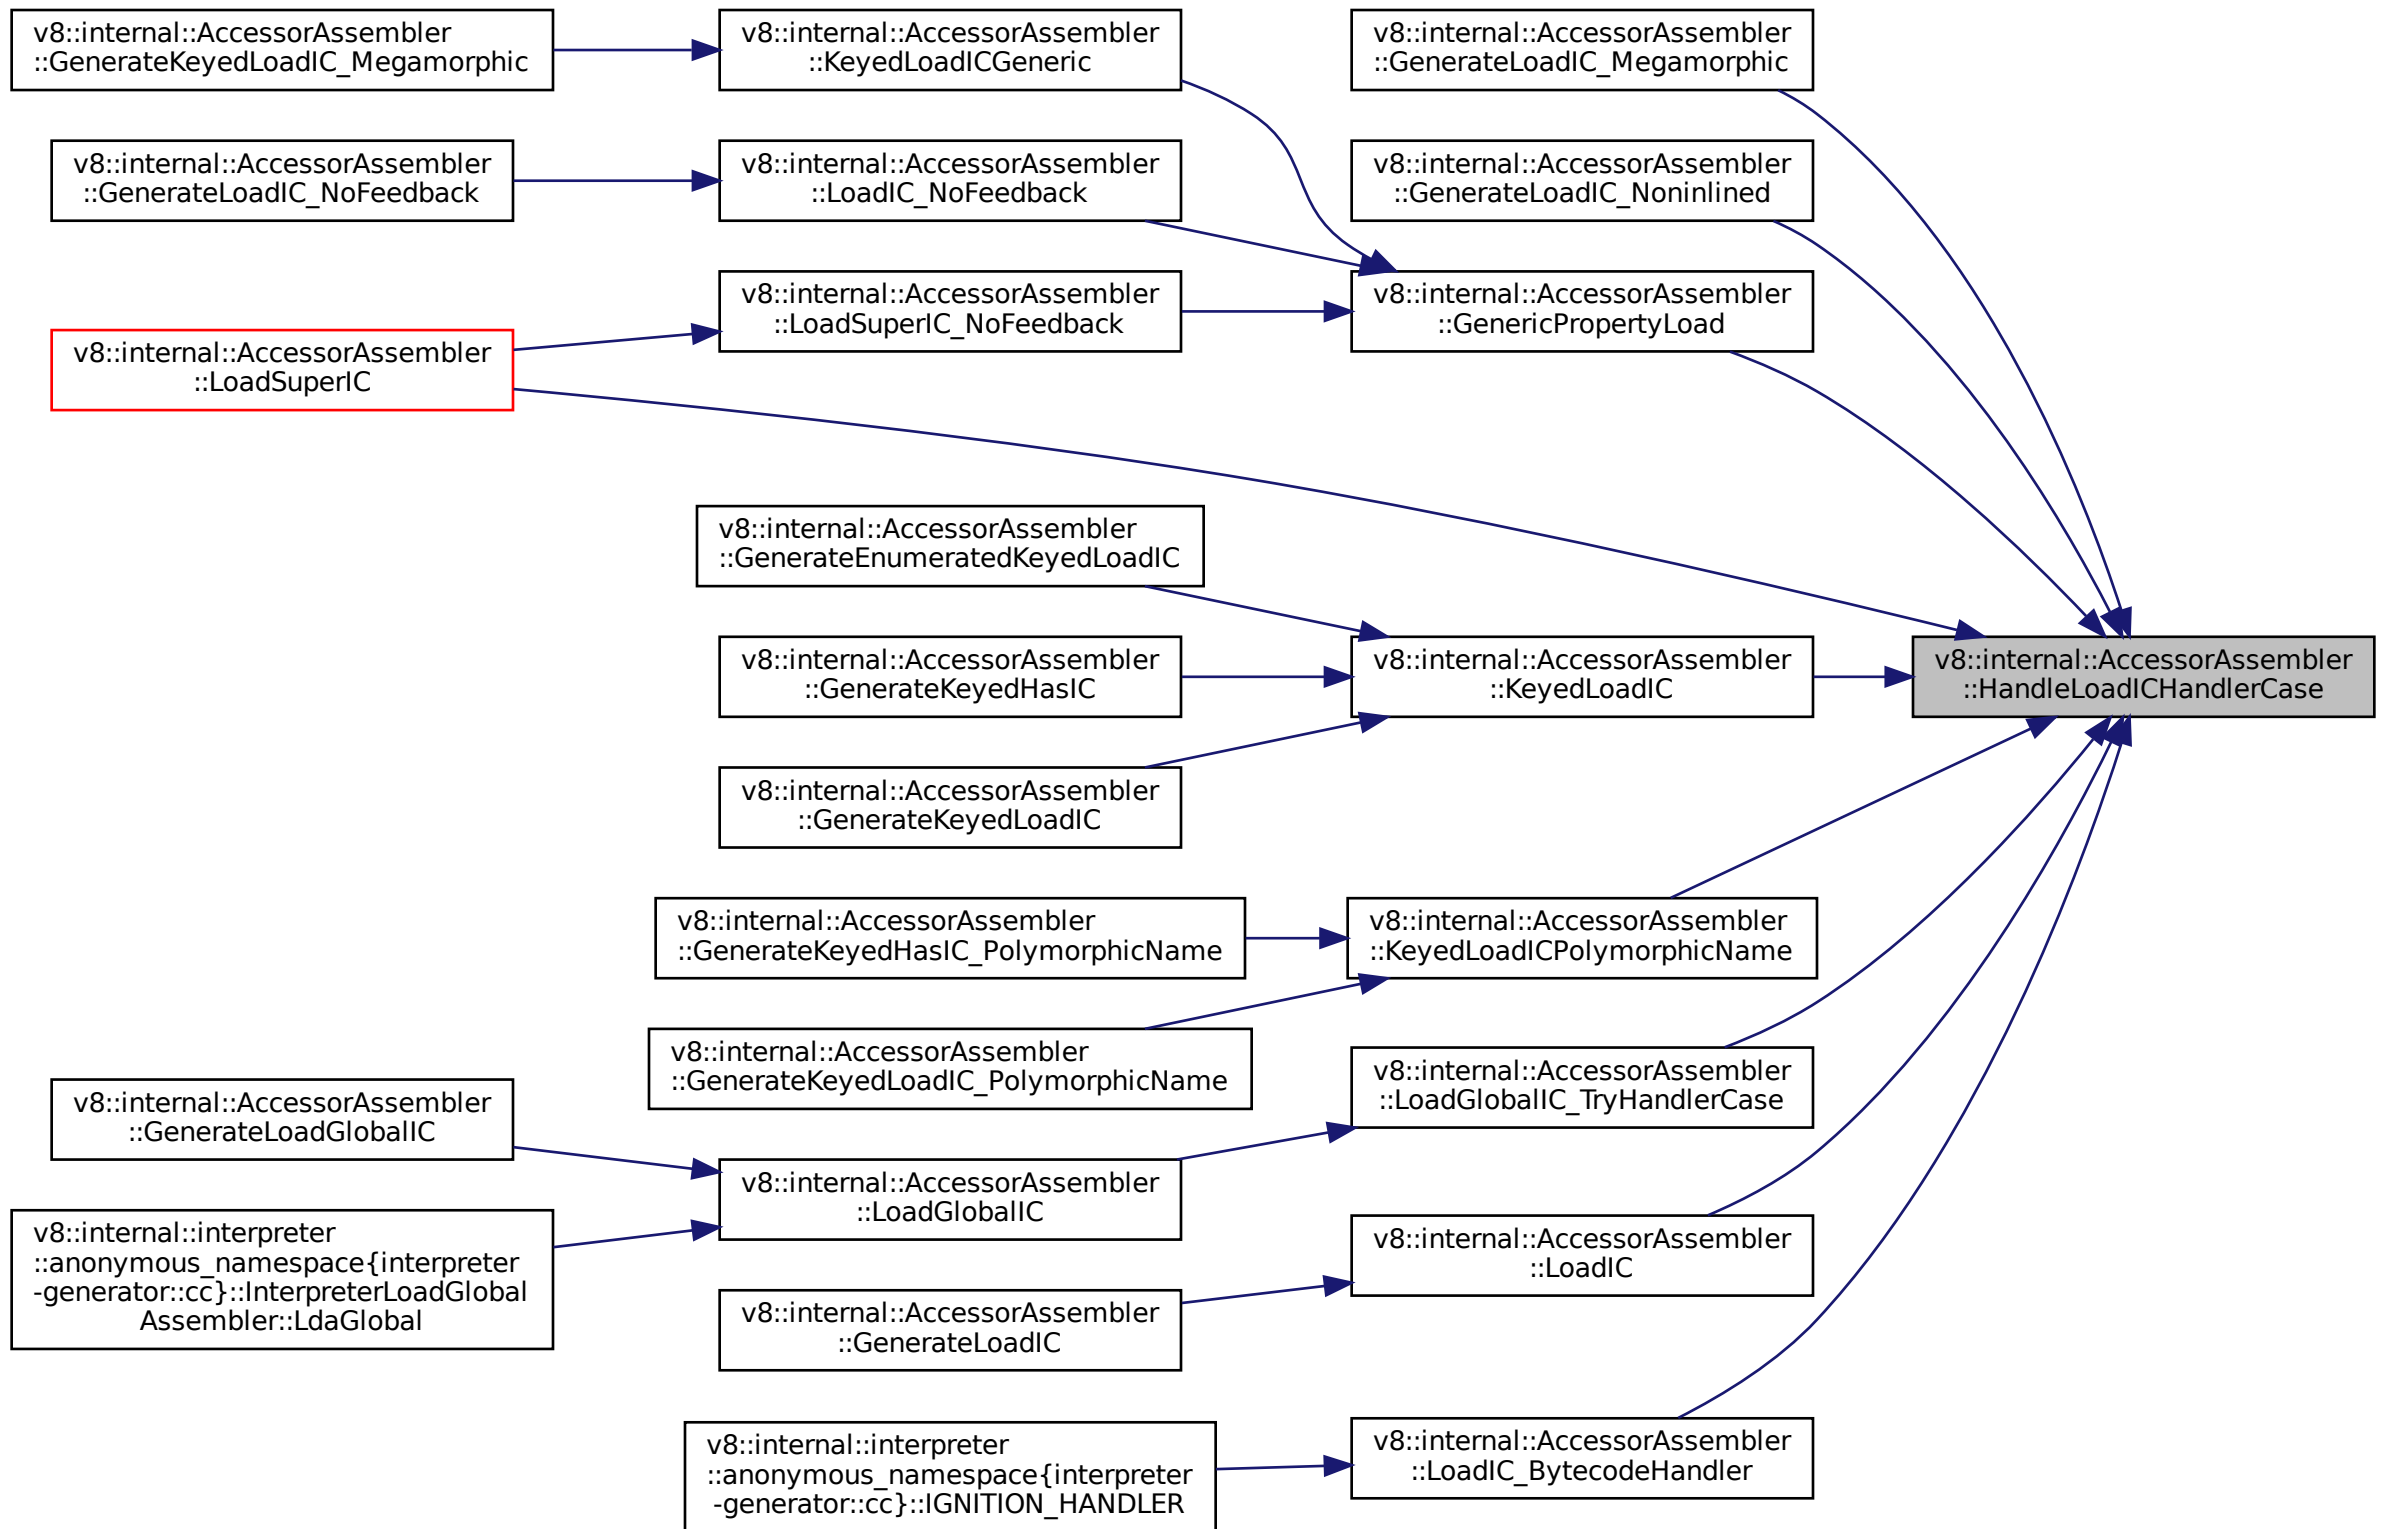 v8::internal::AccessorAssembler
::GenerateKeyedLoadIC_Megamorphic
v8::internal::AccessorAssembler
::KeyedLoadICGeneric
v8::internal::AccessorAssembler
::GenerateLoadIC_Megamorphic
v8::internal::AccessorAssembler
::GenerateLoadIC_NoFeedback
v8::internal::AccessorAssembler
::LoadIC_NoFeedback
v8::internal::AccessorAssembler
::GenerateLoadIC_Noninlined
v8::internal::AccessorAssembler
::LoadSuperIC
v8::internal::AccessorAssembler
::LoadSuperIC_NoFeedback
v8::internal::AccessorAssembler
::GenericPropertyLoad
v8::internal::AccessorAssembler
::GenerateEnumeratedKeyedLoadIC
v8::internal::AccessorAssembler
::GenerateKeyedHasIC
v8::internal::AccessorAssembler
::KeyedLoadIC
v8::internal::AccessorAssembler
::HandleLoadICHandlerCase
v8::internal::AccessorAssembler
::GenerateKeyedLoadIC
v8::internal::AccessorAssembler
::GenerateKeyedHasIC_PolymorphicName
v8::internal::AccessorAssembler
::KeyedLoadICPolymorphicName
v8::internal::AccessorAssembler
::GenerateKeyedLoadIC_PolymorphicName
v8::internal::AccessorAssembler
::LoadGlobalIC_TryHandlerCase
v8::internal::AccessorAssembler
::GenerateLoadGlobalIC
v8::internal::AccessorAssembler
::LoadGlobalIC
v8::internal::interpreter
::anonymous_namespace{interpreter
-generator::cc}::InterpreterLoadGlobal
Assembler::LdaGlobal
v8::internal::AccessorAssembler
::LoadIC
v8::internal::AccessorAssembler
::GenerateLoadIC
v8::internal::interpreter
::anonymous_namespace{interpreter
-generator::cc}::IGNITION_HANDLER
v8::internal::AccessorAssembler
::LoadIC_BytecodeHandler